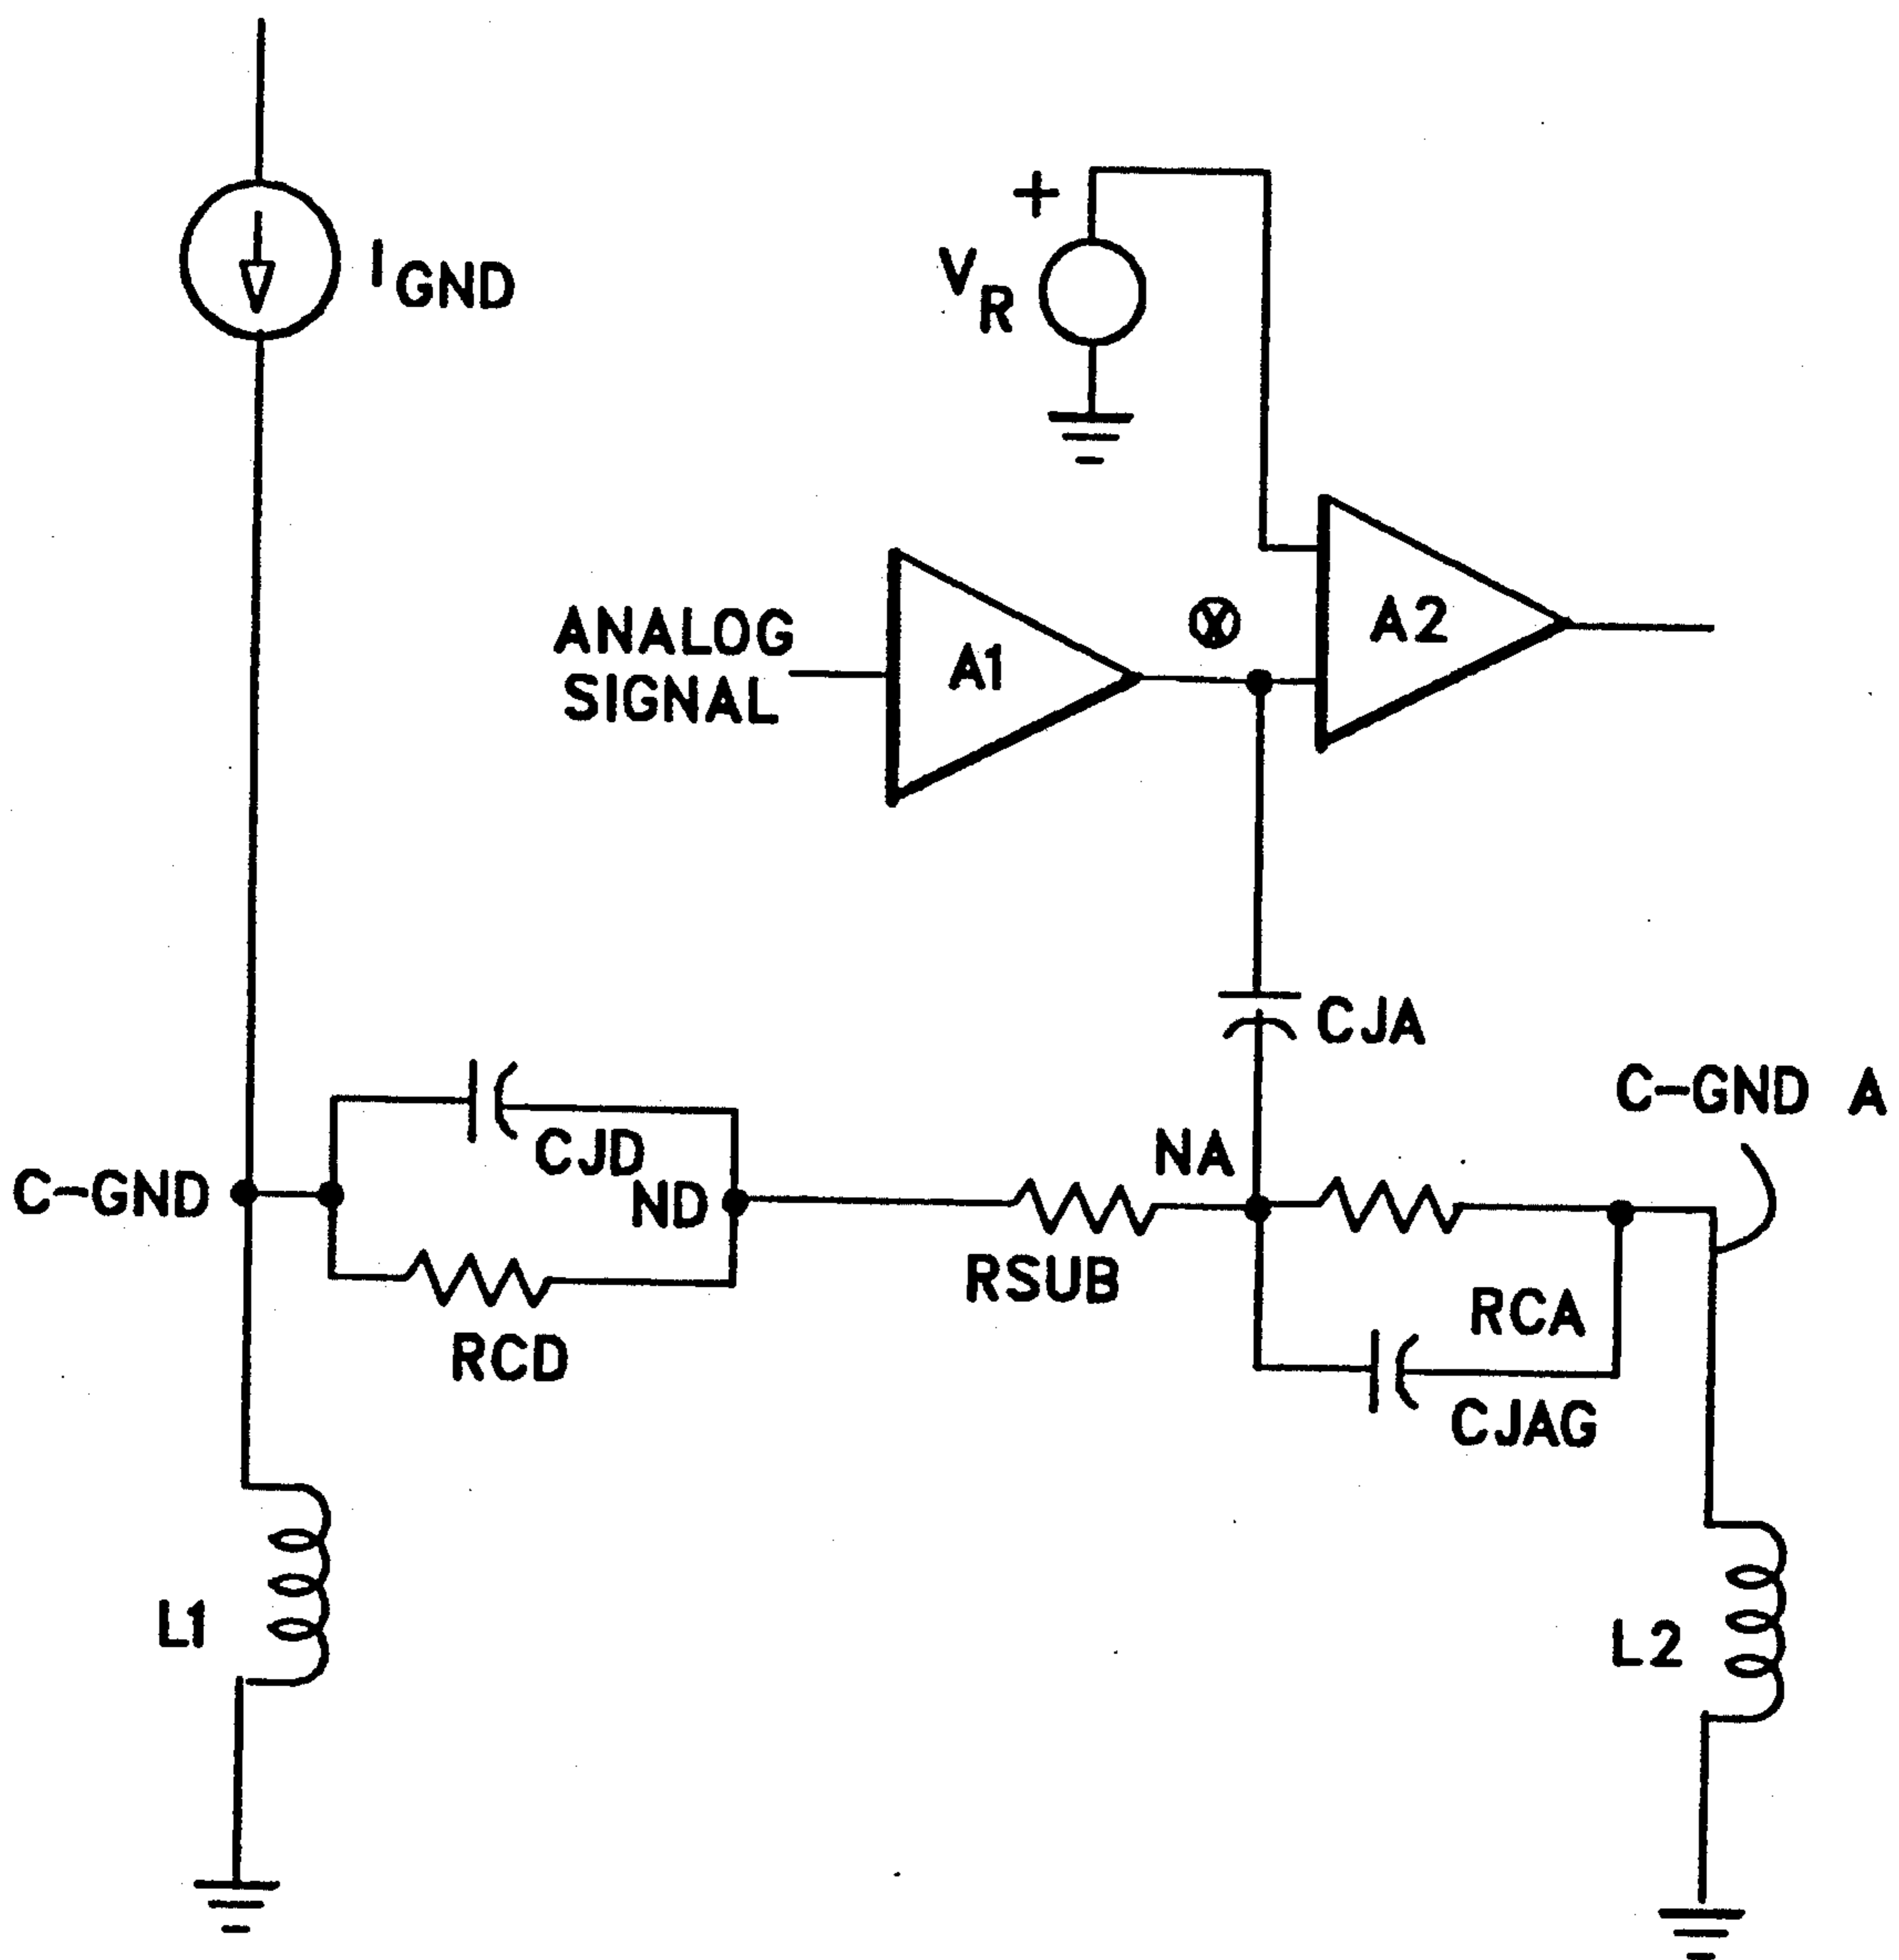 +
I GND
V R
ANALOG
SIGNAL
A1
X
A2
CJA
C-GND A
CJD
NA
C-GND
ND
RSUB
RCA
RCD
CJAG
L1
L2